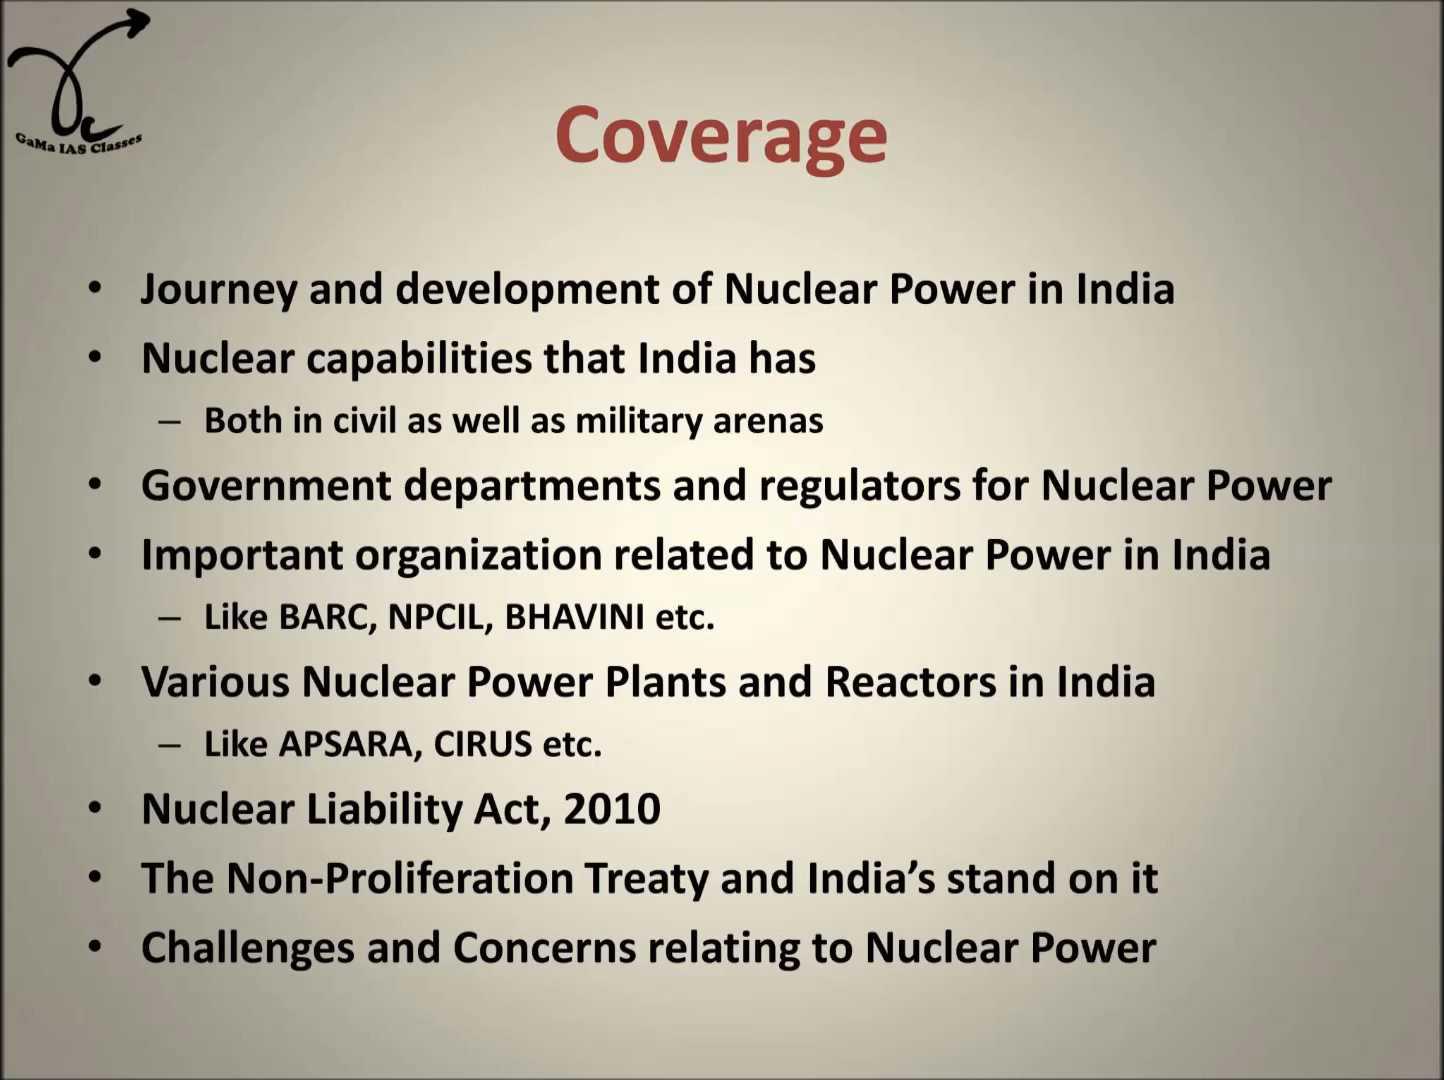 GaMa IAS Classes
Coverage
• Journey and development of Nuclear Power in India
• Nuclear capabilities that India has
– Both in civil as well as military arenas
• Government departments and regulators for Nuclear Power
• Important organization related to Nuclear Power in India
– Like BARC, NPCIL, BHAVINI etc.
• Various Nuclear Power Plants and Reactors in India
– Like APSARA, CIRUS etc.
• Nuclear Liability Act, 2010
• The Non-Proliferation Treaty and India’s stand on it
• Challenges and Concerns relating to Nuclear Power